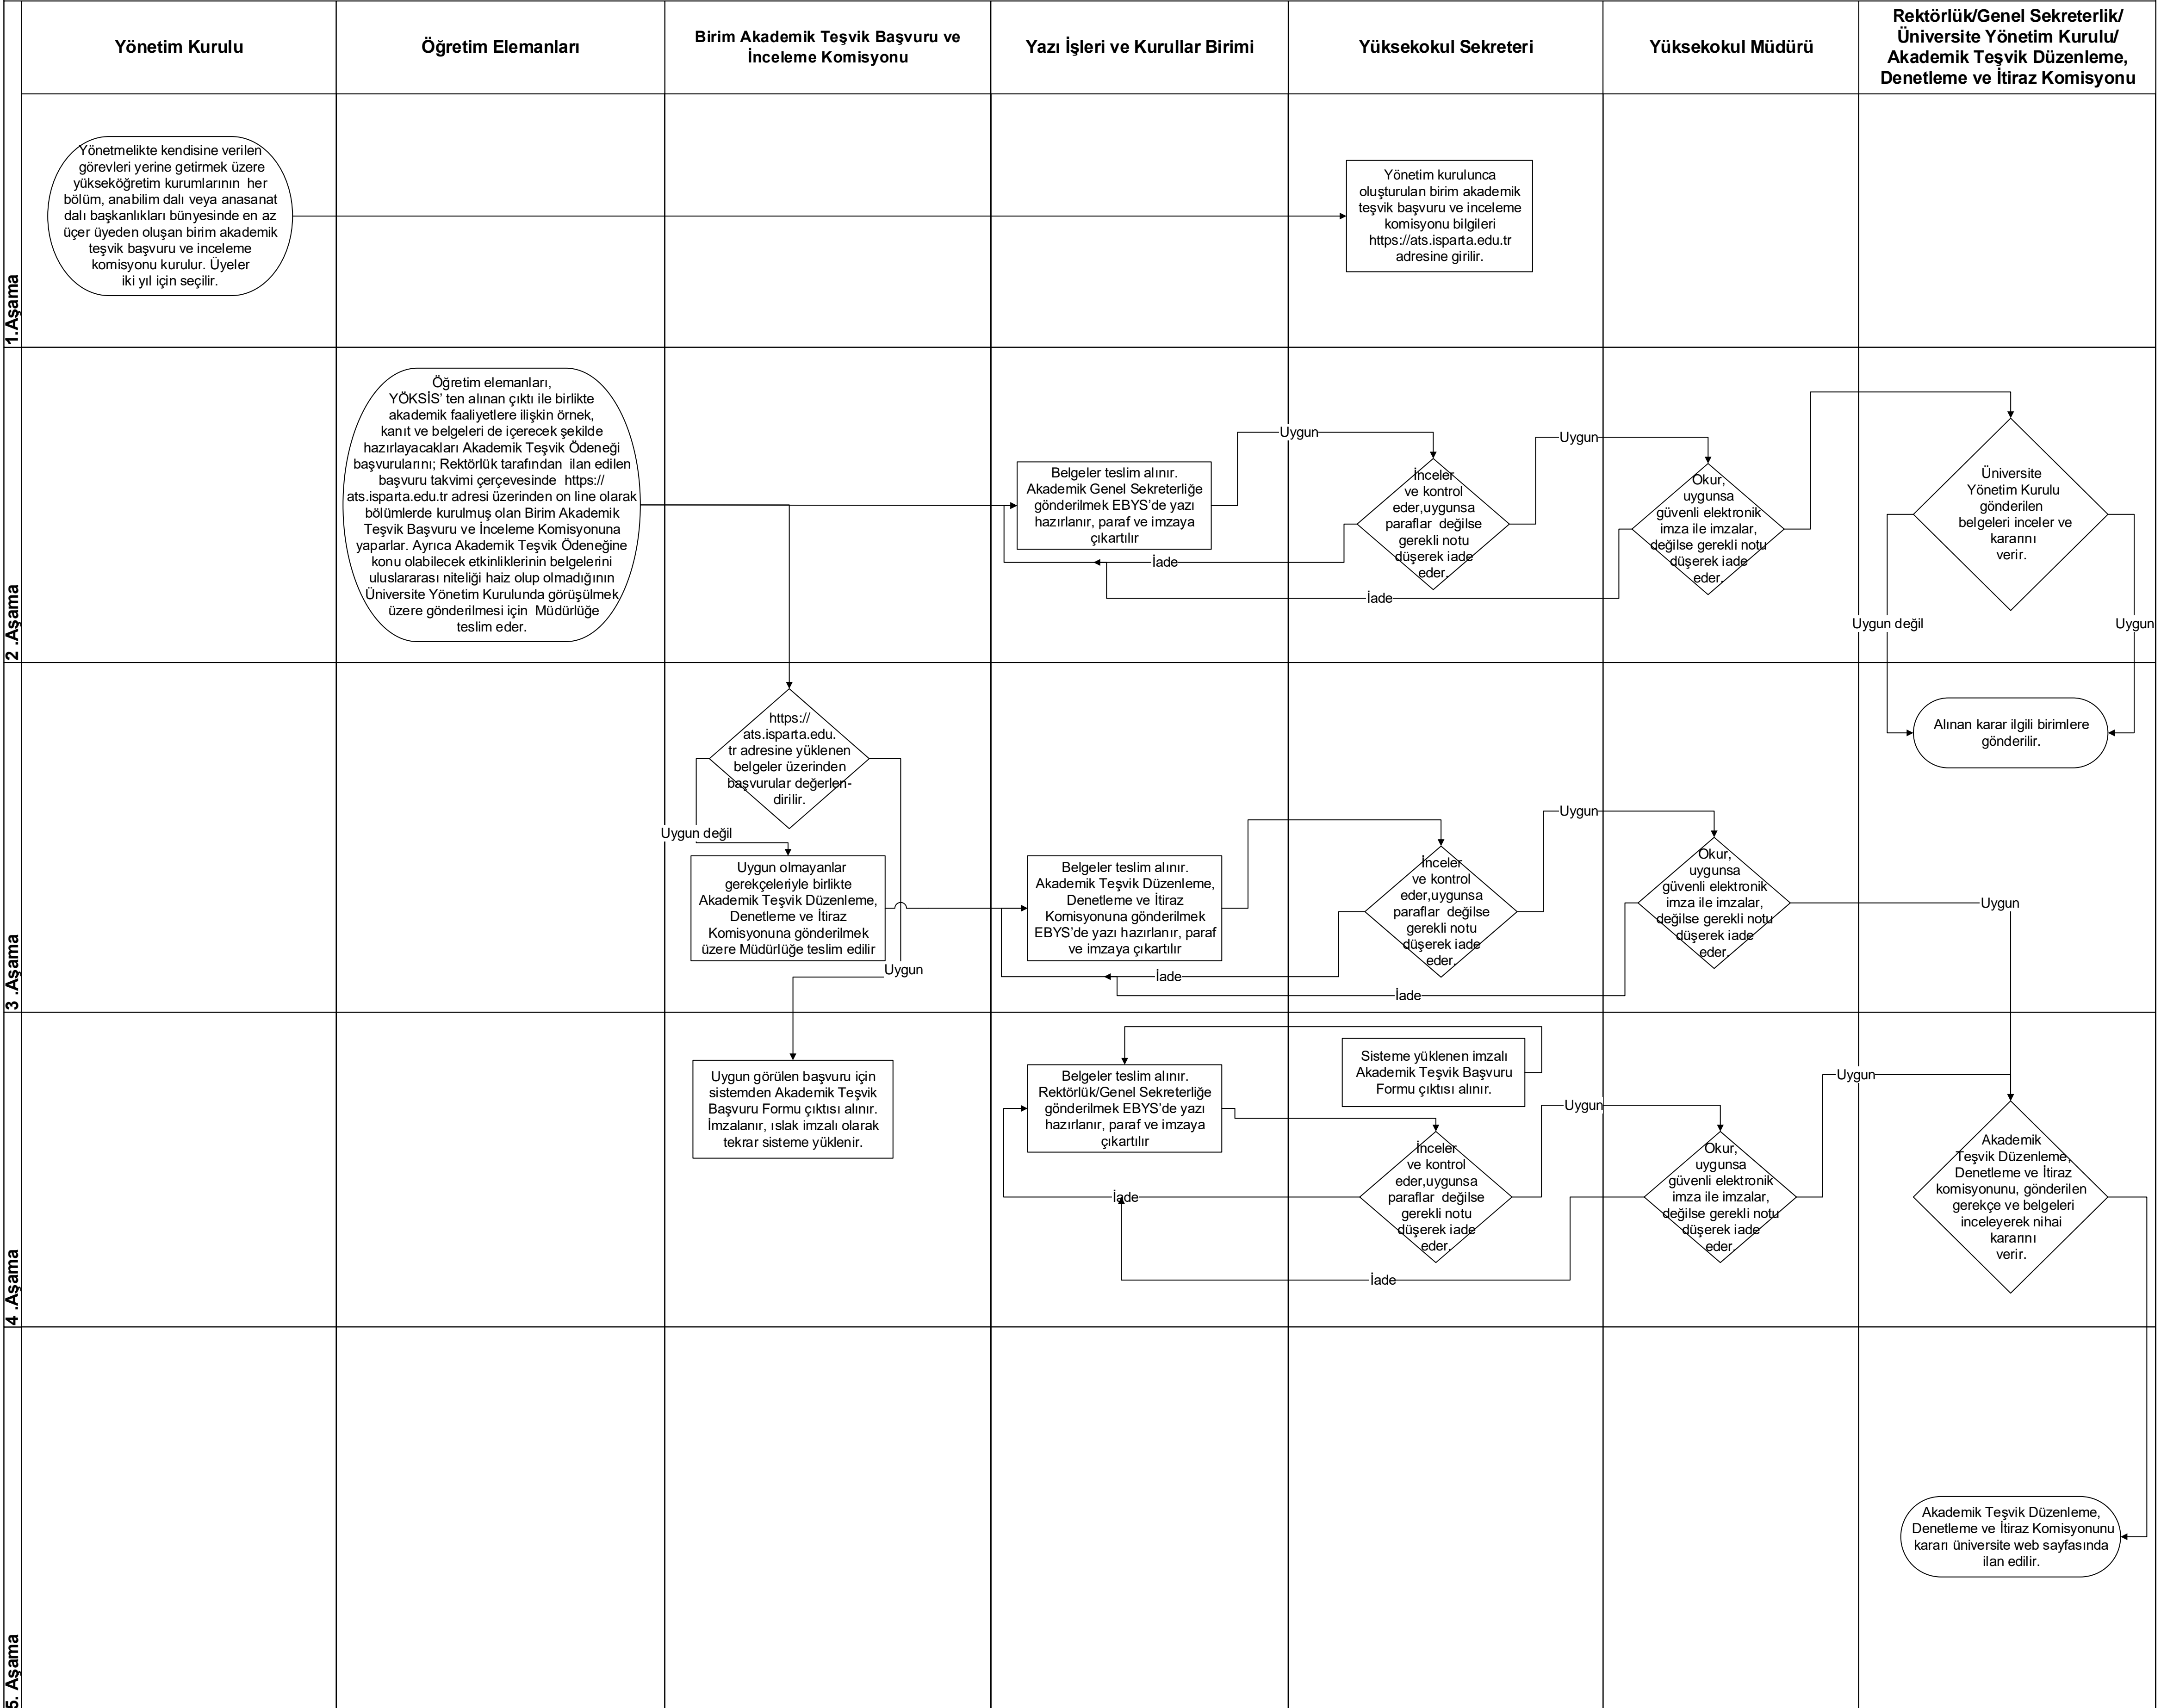 Yönetim Kurulu
Öğretim Elemanları
Birim Akademik Teşvik Başvuru ve
İnceleme Komisyonu
Yazı İşleri ve Kurullar Birimi
Yüksekokul Sekreteri
Yüksekokul Müdürü
Rektörlük/Genel Sekreterlik/
Üniversite Yönetim Kurulu/
Akademik Teşvik Düzenleme,
Denetleme ve İtiraz Komisyonu
1.Aşama
Yönetmelikte kendisine verilen
görevleri yerine getirmek üzere
yükseköğretim kurumlarının  her
bölüm, anabilim dalı veya anasanat
dalı başkanlıkları bünyesinde en az
üçer üyeden oluşan birim akademik
teşvik başvuru ve inceleme
komisyonu kurulur. Üyeler
iki yıl için seçilir.
Yönetim kurulunca
oluşturulan birim akademik
teşvik başvuru ve inceleme
komisyonu bilgileri
https://ats.isparta.edu.tr
adresine girilir.
2 .Aşama
Öğretim elemanları,
YÖKSİS’ ten alınan çıktı ile birlikte
akademik faaliyetlere ilişkin örnek,
kanıt ve belgeleri de içerecek şekilde
hazırlayacakları Akademik Teşvik Ödeneği
başvurularını; Rektörlük tarafından  ilan edilen
başvuru takvimi çerçevesinde  https://
ats.isparta.edu.tr adresi üzerinden on line olarak
bölümlerde kurulmuş olan Birim Akademik
Teşvik Başvuru ve İnceleme Komisyonuna
yaparlar. Ayrıca Akademik Teşvik Ödeneğine
konu olabilecek etkinliklerinin belgelerini
uluslararası niteliği haiz olup olmadığının
Üniversite Yönetim Kurulunda görüşülmek
üzere gönderilmesi için  Müdürlüğe
teslim eder.
Belgeler teslim alınır.
Akademik Genel Sekreterliğe
gönderilmek EBYS’de yazı
hazırlanır, paraf ve imzaya
çıkartılır
Uygun
İnceler
ve kontrol
eder,uygunsa
paraflar  değilse
gerekli notu
düşerek iade
eder.
Uygun
Okur,
uygunsa
güvenli elektronik
imza ile imzalar,
değilse gerekli notu
düşerek iade
eder.
Üniversite
Yönetim Kurulu
gönderilen
belgeleri inceler ve
kararını
verir.
İade
İade
Uygun değil
Uygun
3 .Aşama
https://
ats.isparta.edu.
tr adresine yüklenen
belgeler üzerinden
başvurular değerlen-
dirilir.
Alınan karar ilgili birimlere
gönderilir.
Uygun değil
Uygun olmayanlar
gerekçeleriyle birlikte
Akademik Teşvik Düzenleme,
Denetleme ve İtiraz
Komisyonuna gönderilmek
üzere Müdürlüğe teslim edilir
Uygun
Belgeler teslim alınır.
Akademik Teşvik Düzenleme,
Denetleme ve İtiraz
Komisyonuna gönderilmek
EBYS’de yazı hazırlanır, paraf
ve imzaya çıkartılır
İnceler
ve kontrol
eder,uygunsa
paraflar  değilse
gerekli notu
düşerek iade
eder.
Uygun
Okur,
uygunsa
güvenli elektronik
imza ile imzalar,
değilse gerekli notu
düşerek iade
eder.
Uygun
İade
İade
4 .Aşama
Uygun görülen başvuru için
sistemden Akademik Teşvik
Başvuru Formu çıktısı alınır.
İmzalanır, ıslak imzalı olarak
tekrar sisteme yüklenir.
Belgeler teslim alınır.
Rektörlük/Genel Sekreterliğe
gönderilmek EBYS’de yazı
hazırlanır, paraf ve imzaya
çıkartılır
Sisteme yüklenen imzalı
Akademik Teşvik Başvuru
Formu çıktısı alınır.
İnceler
ve kontrol
eder,uygunsa
paraflar  değilse
gerekli notu
düşerek iade
eder.
Uygun
Okur,
uygunsa
güvenli elektronik
imza ile imzalar,
değilse gerekli notu
düşerek iade
eder.
Uygun
Akademik
Teşvik Düzenleme,
Denetleme ve İtiraz
komisyonunu, gönderilen
gerekçe ve belgeleri
inceleyerek nihai
kararını
verir.
İade
İade
5. Aşama
Akademik Teşvik Düzenleme,
Denetleme ve İtiraz Komisyonunu
kararı üniversite web sayfasında
ilan edilir.